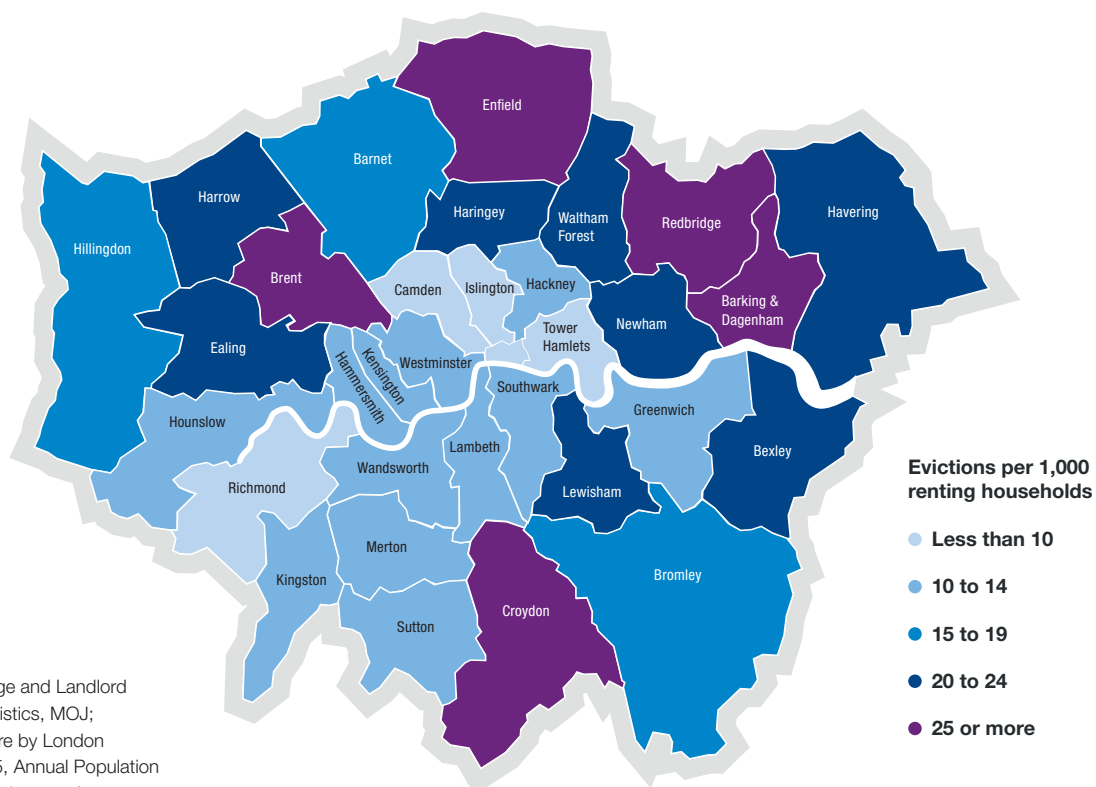 Enfield
Barnet
Harrow
Haringey
Waltham
Forest
Redbridge
Havering
Hillingdon
Brent
Camden
Islington
Hackney
Barking &
Dagenham
Newham
Tower
Hamlets
Ealing
Hammersmith
Kensington
Westminster
Southwark
Greenwich
Hounslow
Lambeth
Bexley
Wandsworth
Richmond
Lewisham
Merton
Kingston
Bromley
Croydon
Sutton
Evictions per 1,000
renting households
Less than 10
10 to 14
15 to 19
20 to 24
25 or more
ge and Landlord
istics, MOJ;
re by London
5, Annual Population